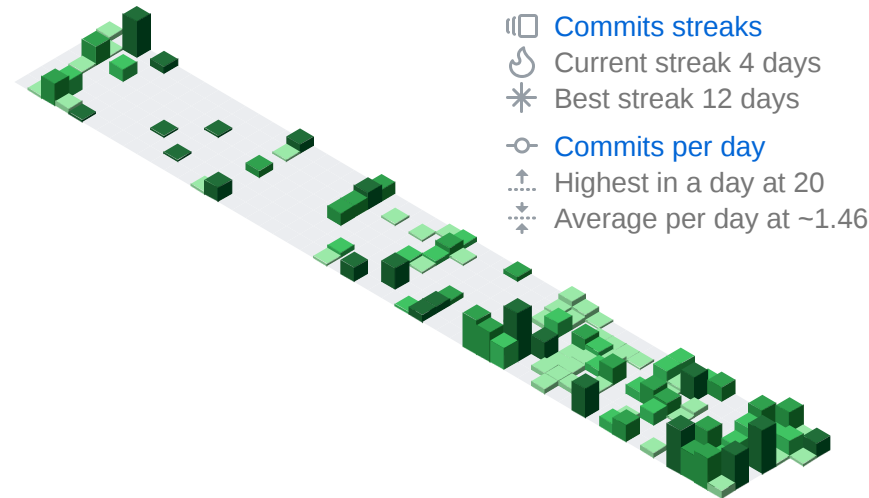 Commits streaks
Current streak 4 days
Best streak 12 days
Commits per day
Highest in a day at 20
Average per day at ~1.46